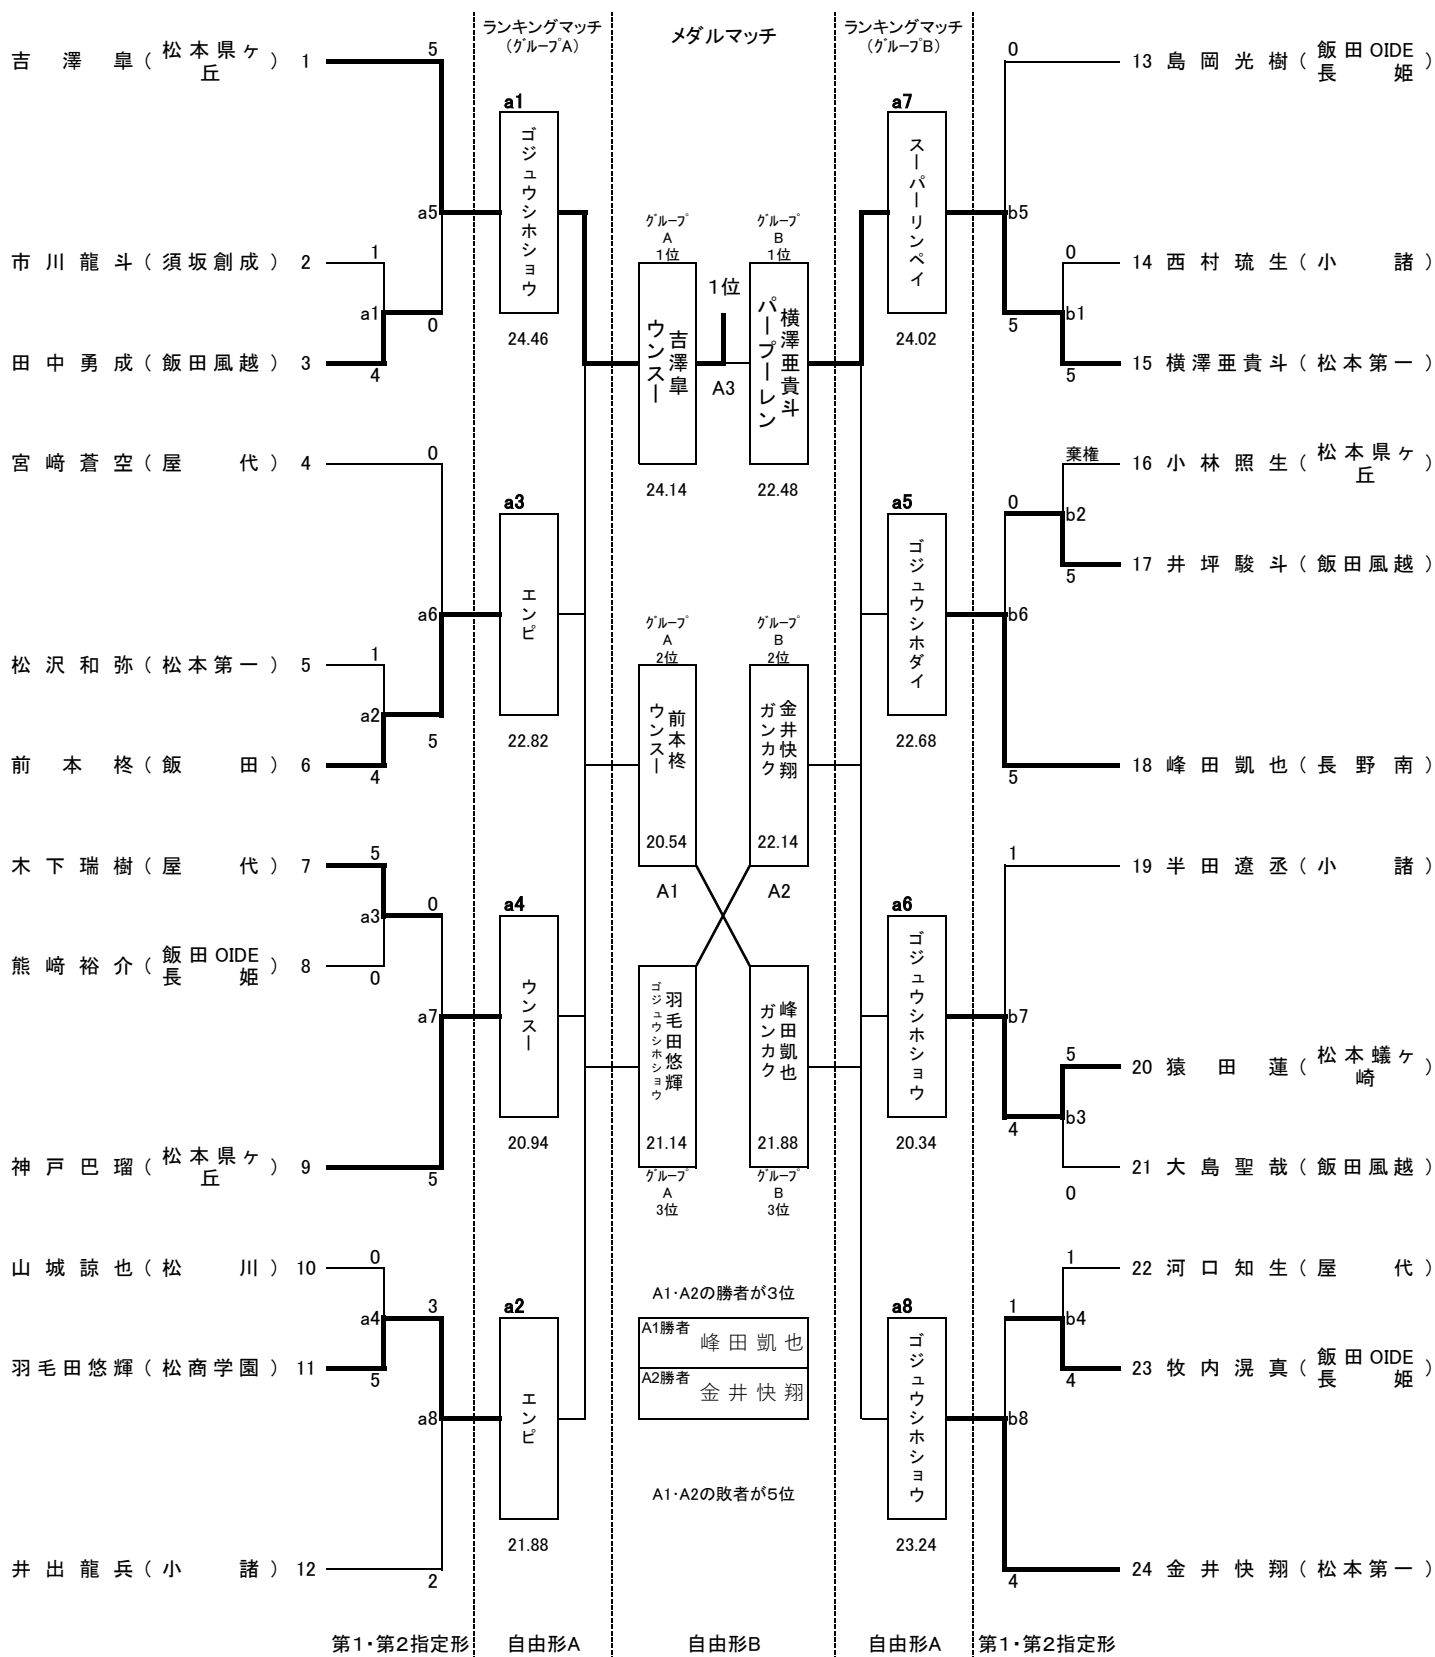 ランキングマッチ
(グループA)
メダルマッチ
ランキングマッチ
(グループB)
吉澤皐(松本県ヶ丘) 1
5
a5
市川龍斗(須坂創成) 2
1
a1
0
田中勇成(飯田風越) 3
4
宮﨑蒼空(屋代) 4
0
a6
松沢和弥(松本第一) 5
1
a2
5
前本柊(飯田) 6
4
木下瑞樹(屋代) 7
5
a3
0
熊﨑裕介(飯田OIDE長姫) 8
0
a7
神戸巴瑠(松本県ヶ丘) 9
5
山城諒也(松川) 10
0
a4
3
羽毛田悠輝(松商学園) 11
5
a8
井出龍兵(小諸) 12
2
a1
ゴジュウシホショウ
24.46
a3
エンピ
22.82
a4
ウンスー
20.94
a2
エンピ
21.88
グループ
A
1位
吉澤皐
ウンスー
24.14
1位
A3
グループ
B
1位
横澤亜貴斗
パープーレン
22.48
グループ
A
2位
前本柊
ウンスー
20.54
A1
グループ
B
2位
金井快翔
ガンカク
22.14
A2
羽毛田悠輝
ゴジュウシホショウ
21.14
グループ
A
3位
峰田凱也
ガンカク
21.88
グループ
B
3位
A1・A2の勝者が3位
A1勝者
峰田凱也
A2勝者
金井快翔
A1・A2の敗者が5位
a7
スーパーリンペイ
24.02
a5
ゴジュウシホダイ
22.68
a6
ゴジュウシホショウ
20.34
a8
ゴジュウシホショウ
23.24
0
13 島岡光樹(飯田OIDE長姫)
b5
0
14 西村琉生(小諸)
5
b1
5
15 横澤亜貴斗(松本第一)
棄権
16 小林照生(松本県ヶ丘)
0
b2
5
17 井坪駿斗(飯田風越)
b6
5
18 峰田凱也(長野南)
1
19 半田遼丞(小諸)
b7
5
20 猿田蓮(松本蟻ヶ崎)
4
b3
0
21 大島聖哉(飯田風越)
1
22 河口知生(屋代)
1
b4
4
23 牧内滉真(飯田OIDE長姫)
b8
4
24 金井快翔(松本第一)
第1・第2指定形
自由形A
自由形B
自由形A
第1・第2指定形